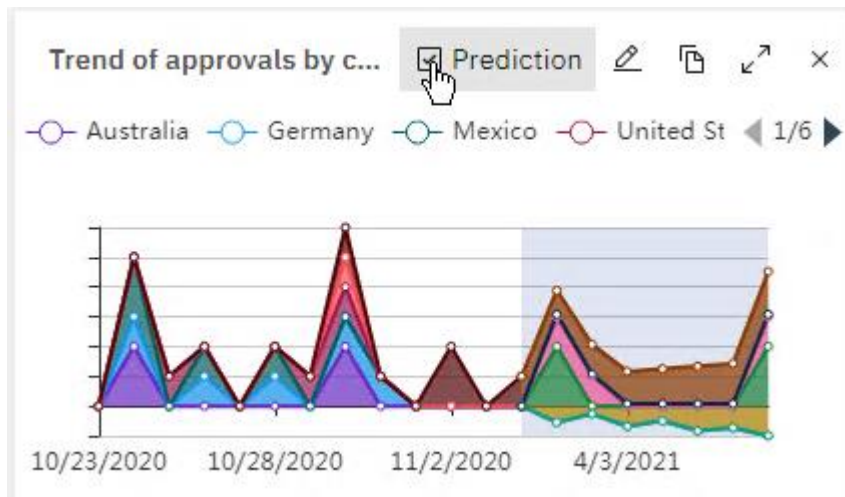 Trend of approvals by c... Prediction
Australia Germany Mexico United St 1/6
10/23/2020 10/28/2020 11/2/2020 4/3/2021